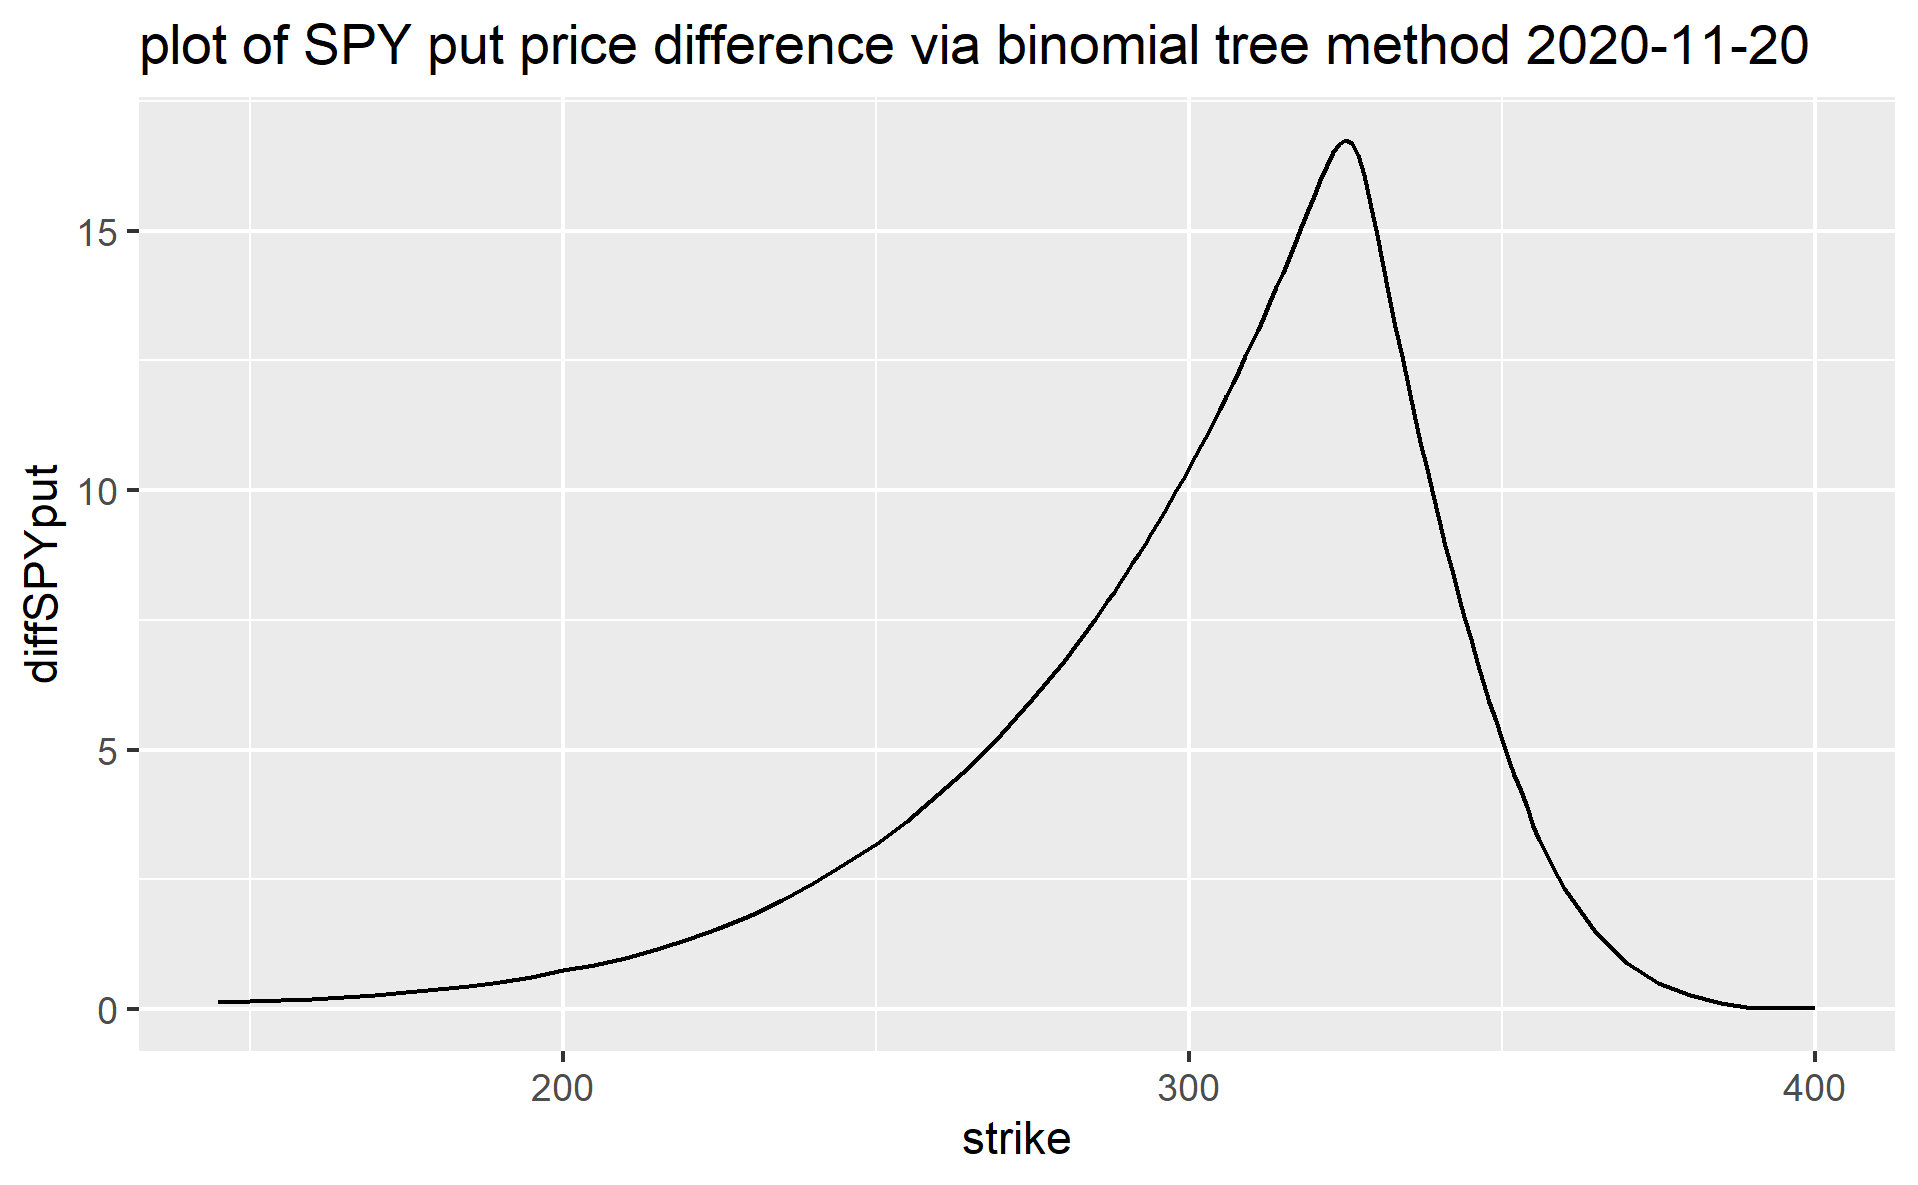 plot of SPY put price difference via binomial tree method 2020-11-20
15
10
5
0
diffSPYput
200
300
400
strike